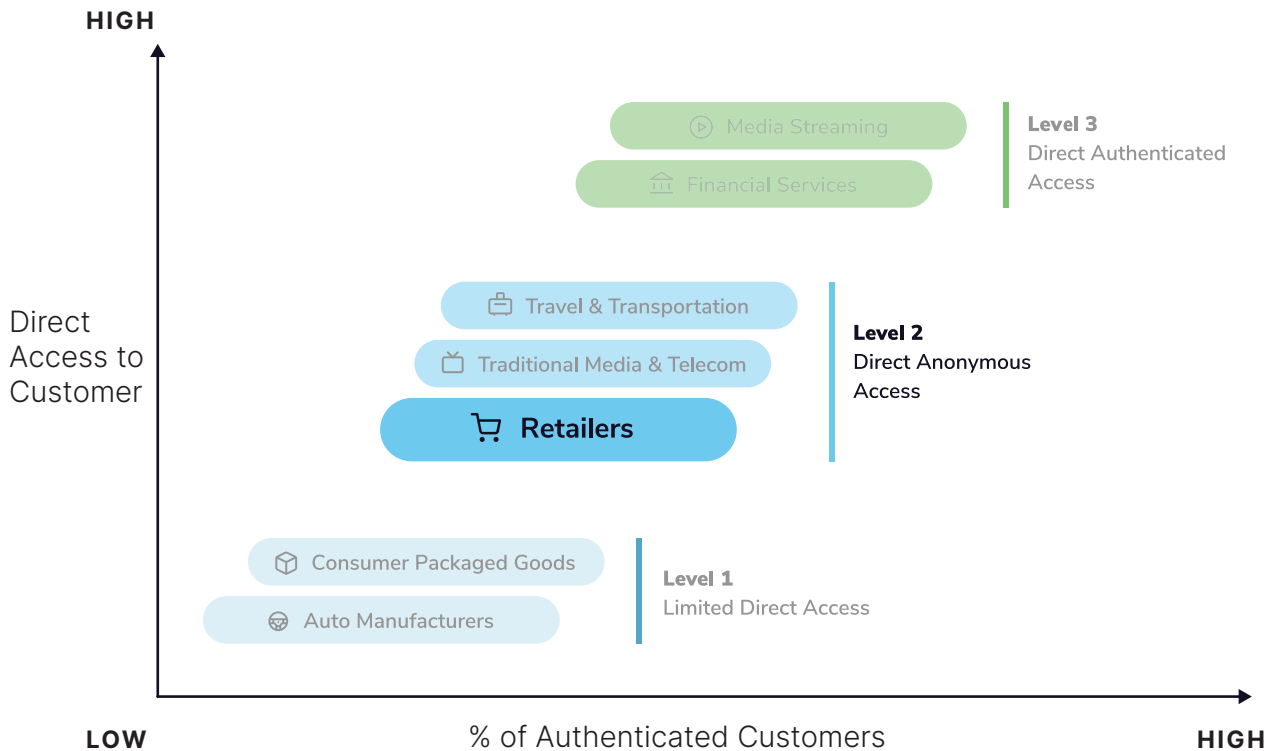 HIGH
Media Streaming
Financial Services
Level 3
Direct Authenticated
Access
Travel & Transportation
Traditional Media & Telecom
Retailers
Level 2
Direct Anonymous
Access
Direct
Access to
Customer
Consumer Packaged Goods
Auto Manufacturers
Level 1
Limited Direct Access
LOW
% of Authenticated Customers
HIGH